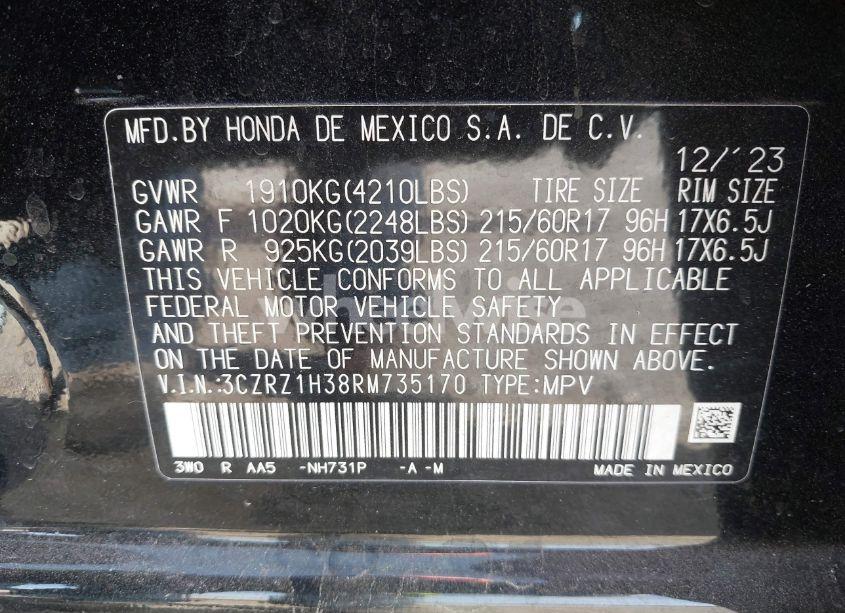 MFD.BY HONDA DE MEXICO S.A. DE C.V.
12/'23
GVWR 1910KG(4210LBS) TIRE SIZE RIM SIZE
GAWR F 1020KG(2248LBS) 215/60R17 96H 17X6.5J
GAWR R 925KG(2039LBS) 215/60R17 96H 17X6.5J
THIS VEHICLE CONFORMS TO ALL APPLICABLE
FEDERAL MOTOR VEHICLE SAFETY
AND THEFT PREVENTION STANDARDS IN EFFECT
ON THE DATE OF MANUFACTURE SHOWN ABOVE.
V.I.N.:3CZRZ1H38RM735170 TYPE:MPV
3W0 R AA5 -NH731P -A -M MADE IN MEXICO